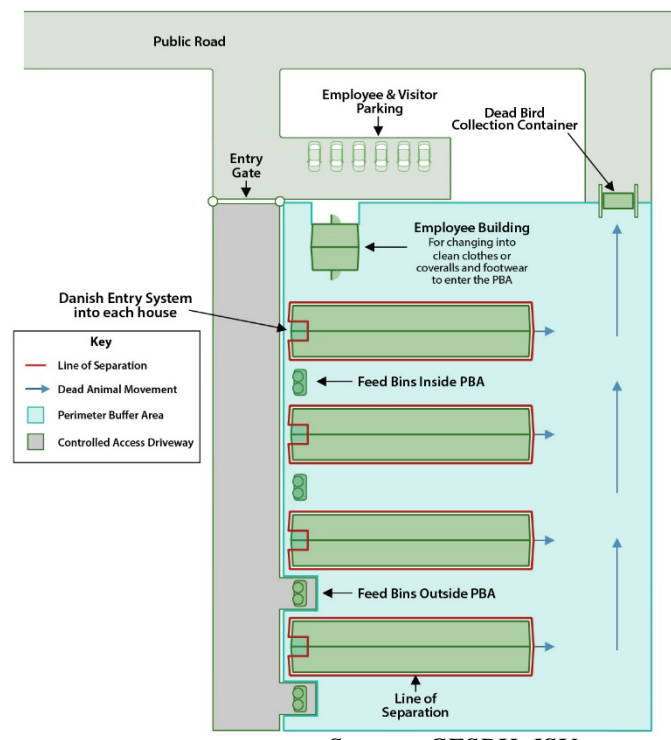 Public Road
Employee & Visitor
Parking
Dead Bird
Collection Container
Entry
Gate
Employee Building
For changing into
clean clothes or
coveralls and footwear
to enter the PBA
Danish Entry System
into each house
Key
Line of Separation
Dead Animal Movement
Perimeter Buffer Area
Controlled Access Driveway
Feed Bins Inside PBA
Feed Bins Outside PBA
Line of
Separation